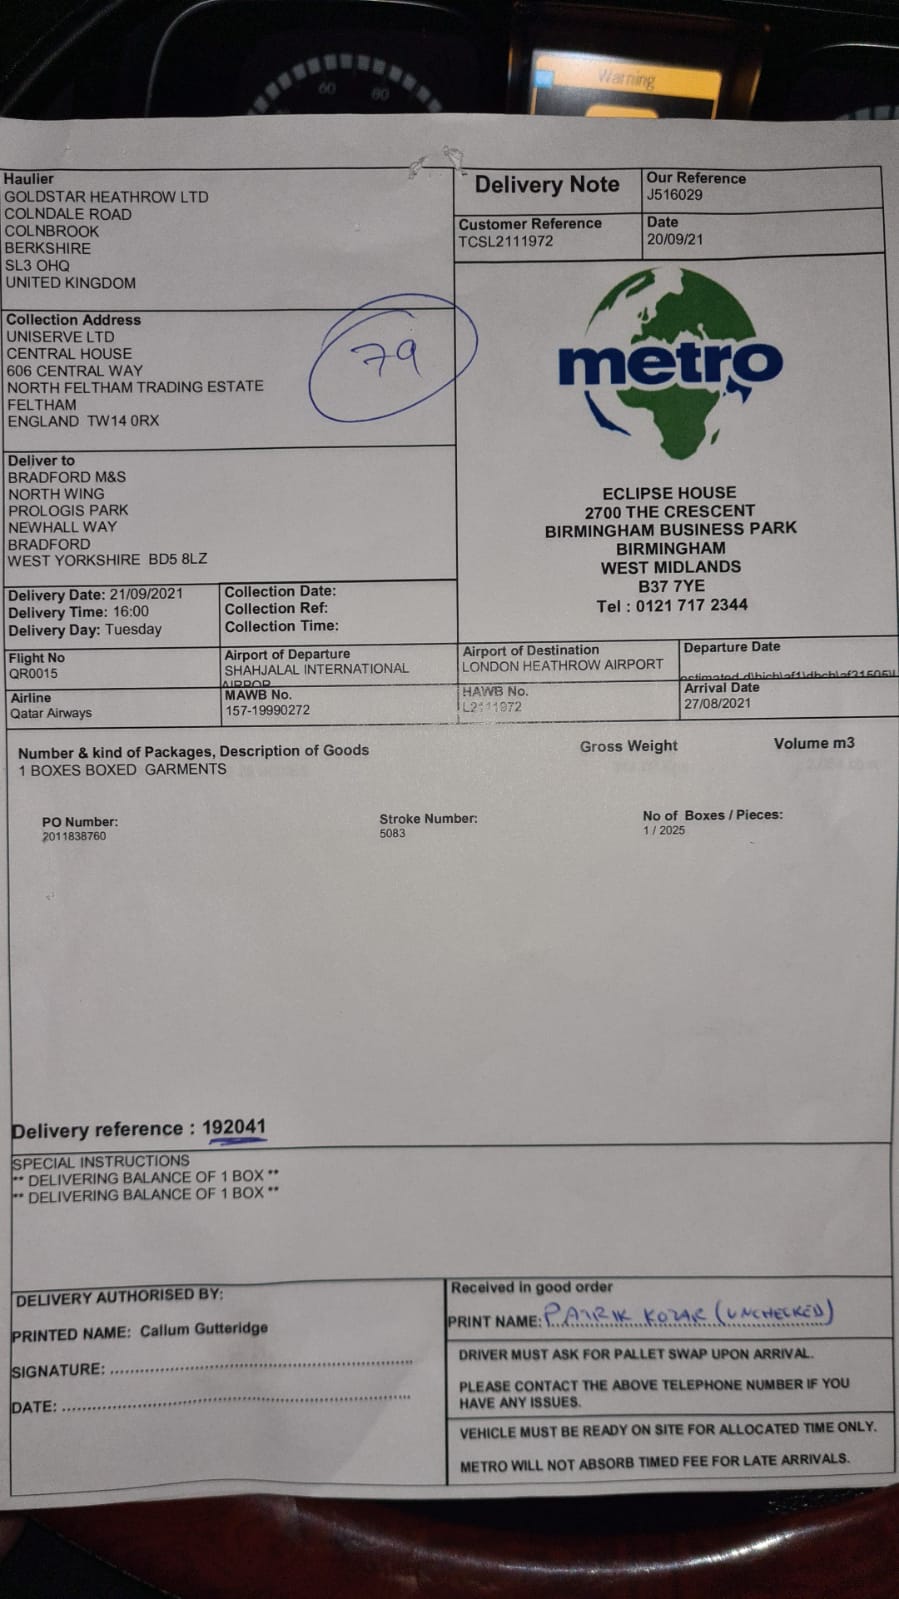 60
80
Warning
Haulier
GOLDSTAR HEATHROW LTD
COLNDALE ROAD
COLNBROOK
BERKSHIRE
SL3 OHQ
UNITED KINGDOM
Delivery Note
Our Reference
J516029
Customer Reference
TCSL2111972
Date
20/09/21
Collection Address
UNISERVE LTD
CENTRAL HOUSE
606 CENTRAL WAY
NORTH FELTHAM TRADING ESTATE
FELTHAM
ENGLAND TW14 0RX
79
metro
ECLIPSE HOUSE
2700 THE CRESCENT
BIRMINGHAM BUSINESS PARK
BIRMINGHAM
WEST MIDLANDS
B37 7YE
Tel : 0121 717 2344
Deliver to
BRADFORD M&S
NORTH WING
PROLOGIS PARK
NEWHALL WAY
BRADFORD
WEST YORKSHIRE BD5 8LZ
Delivery Date: 21/09/2021
Delivery Time: 16:00
Delivery Day: Tuesday
Collection Date:
Collection Ref:
Collection Time:
Flight No
QR0015
Airport of Departure
SHAHJALAL INTERNATIONAL
AIRPOR
Airport of Destination
LONDON HEATHROW AIRPORT
Departure Date
Airline
Qatar Airways
MAWB No.
157-19990272
HAWB No.
L2111972
Arrival Date
27/08/2021
Number & kind of Packages, Description of Goods
Gross Weight
Volume m3
1 BOXES BOXED GARMENTS
PO Number:
2011838760
Stroke Number:
5083
No of Boxes / Pieces:
1 / 2025
Delivery reference : 192041
SPECIAL INSTRUCTIONS
** DELIVERING BALANCE OF 1 BOX **
** DELIVERING BALANCE OF 1 BOX **
DELIVERY AUTHORISED BY:
PRINTED NAME: Callum Gutteridge
SIGNATURE:
DATE:
Received in good order
PRINT NAME: PATRIK KOZAR (UNCHECKED)
DRIVER MUST ASK FOR PALLET SWAP UPON ARRIVAL.
PLEASE CONTACT THE ABOVE TELEPHONE NUMBER IF YOU
HAVE ANY ISSUES.
VEHICLE MUST BE READY ON SITE FOR ALLOCATED TIME ONLY.
METRO WILL NOT ABSORB TIMED FEE FOR LATE ARRIVALS.